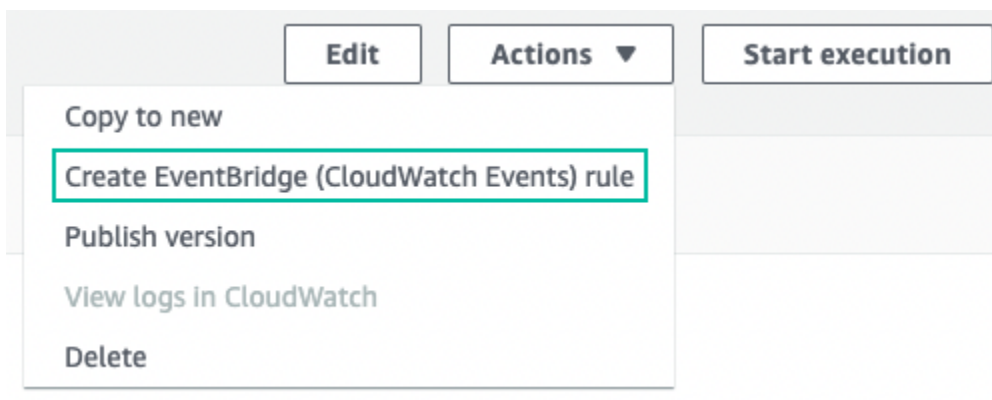 Edit Actions Start execution
Copy to new
Create EventBridge (CloudWatch Events) rule
Publish version
View logs in CloudWatch
Delete